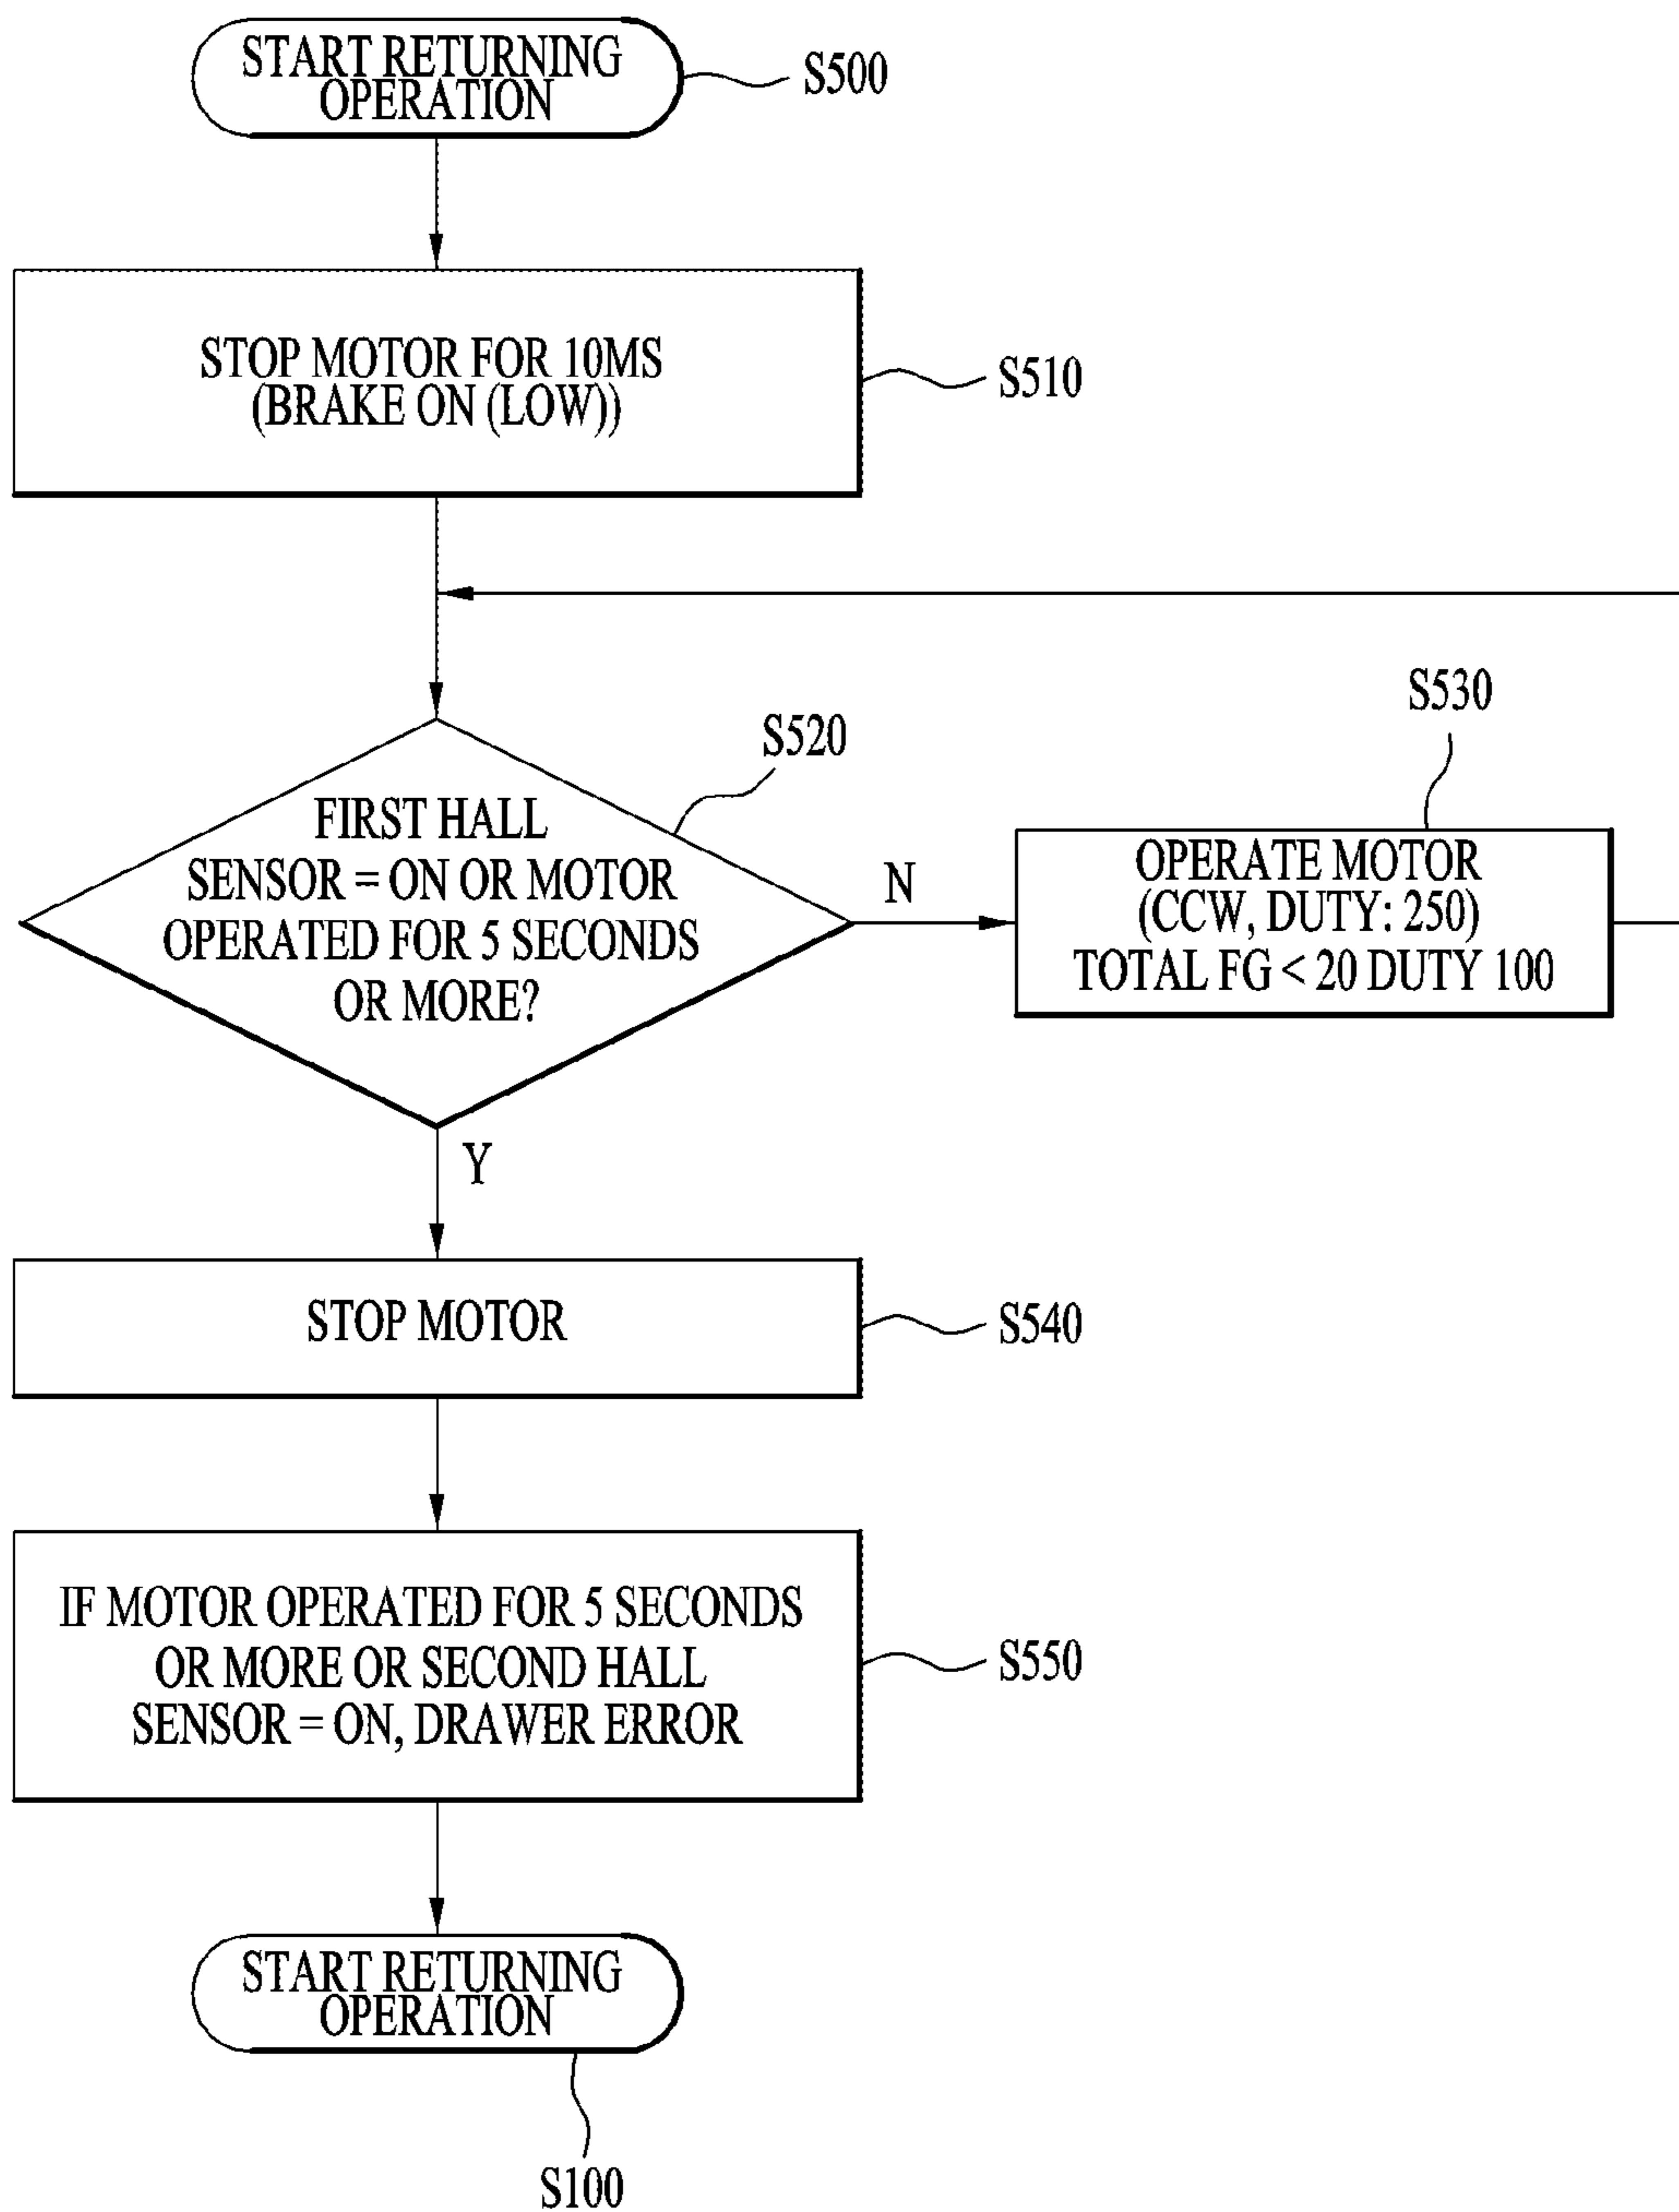 START RETURNING
OPERATION
S500
STOP MOTOR FOR 10MS
(BRAKE ON (LOW))
S510
S530
S520
FIRST HALL
SENSOR = ON OR MOTOR
OPERATED FOR 5 SECONDS
OR MORE?
N
OPERATE MOTOR
(CCW, DUTY: 250)
TOTAL FG < 20 DUTY 100
Y
STOP MOTOR
S540
IF MOTOR OPERATED FOR 5 SECONDS
OR MORE OR SECOND HALL
SENSOR = ON, DRAWER ERROR
S550
START RETURNING
OPERATION
S100